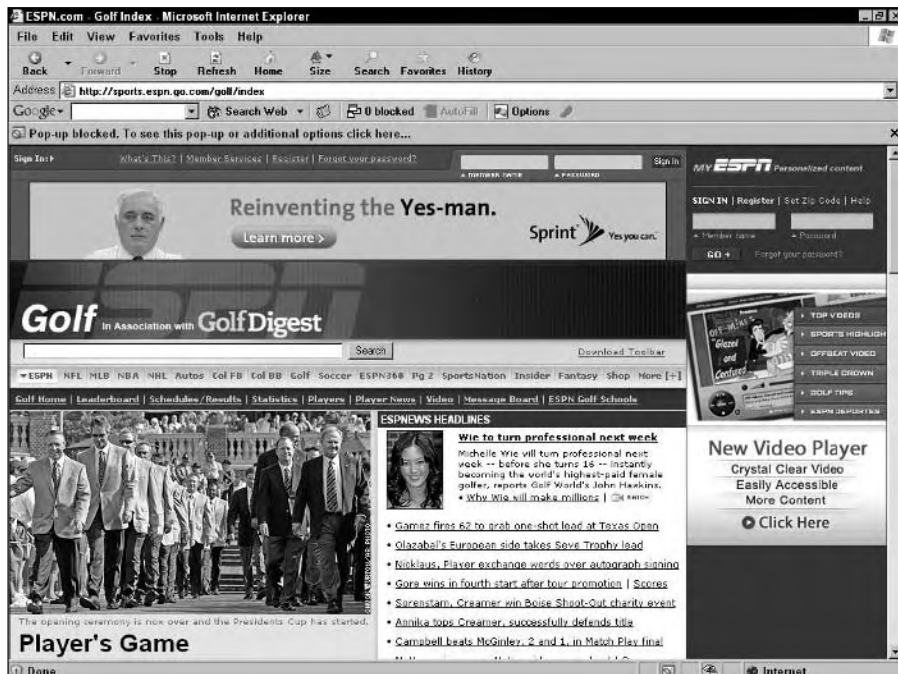 ESPN.com - Golf Index - Microsoft Internet Explorer
File Edit View Favorites Tools Help
Back Forward Stop Refresh Home Size Search Favorites History
Address http://sports.espn.go.com/golf/index
Google Search Web 0 blocked AutoFill Options
Pop-up blocked. To see this pop-up or additional options click here...
Sign In: What's This? | Member Services | Register | Forgot your password?
MEMBER NAME PASSWORD Sign In
Reinventing the Yes-man.
Learn more >
Sprint Yes you can.
MY ESPN Personalized content
SIGN IN | Register | Set Zip Code | Help
Member name Password
GO Forgot your password?
ESPN
Golf In Association with GolfDigest
Search Download Toolbar
ESPN NFL MLB NBA NHL Autos Col FB Col BB Golf Soccer ESPN360 Pg 2 SportsNation Insider Fantasy Shop More [+]
Golf Home | Leaderboard | Schedules/Results | Statistics | Players | Player News | Video | Message Board | ESPN Golf Schools
The opening ceremony is now over and the Presidents Cup has started.
Player's Game
ESPNEWS HEADLINES
Wie to turn professional next week
Michelle Wie will turn professional next
week -- before she turns 16 -- instantly
becoming the world's highest-paid female
golfer, reports Golf World's John Hawkins.
• Why Wie will make millions |
• Gamez fires 62 to grab one-shot lead at Texas Open
• Olazabal's European side takes Seve Trophy lead
• Nicklaus, Player exchange words over autograph signing
• Gore wins in fourth start after tour promotion | Scores
• Sorenstam, Creamer win Boise Shoot-Out charity event
• Annika tops Creamer, successfully defends title
• Campbell beats McGinley, 2 and 1, in Match Play final
"Glazed
and
Confused
TOP VIDEOS
SPORTS HIGHLIGH
OFFBEAT VIDEO
TRIPLE CROWN
GOLF TIPS
ESPN DEPORTES
New Video Player
Crystal Clear Video
Easily Accessible
More Content
Click Here
Done Internet